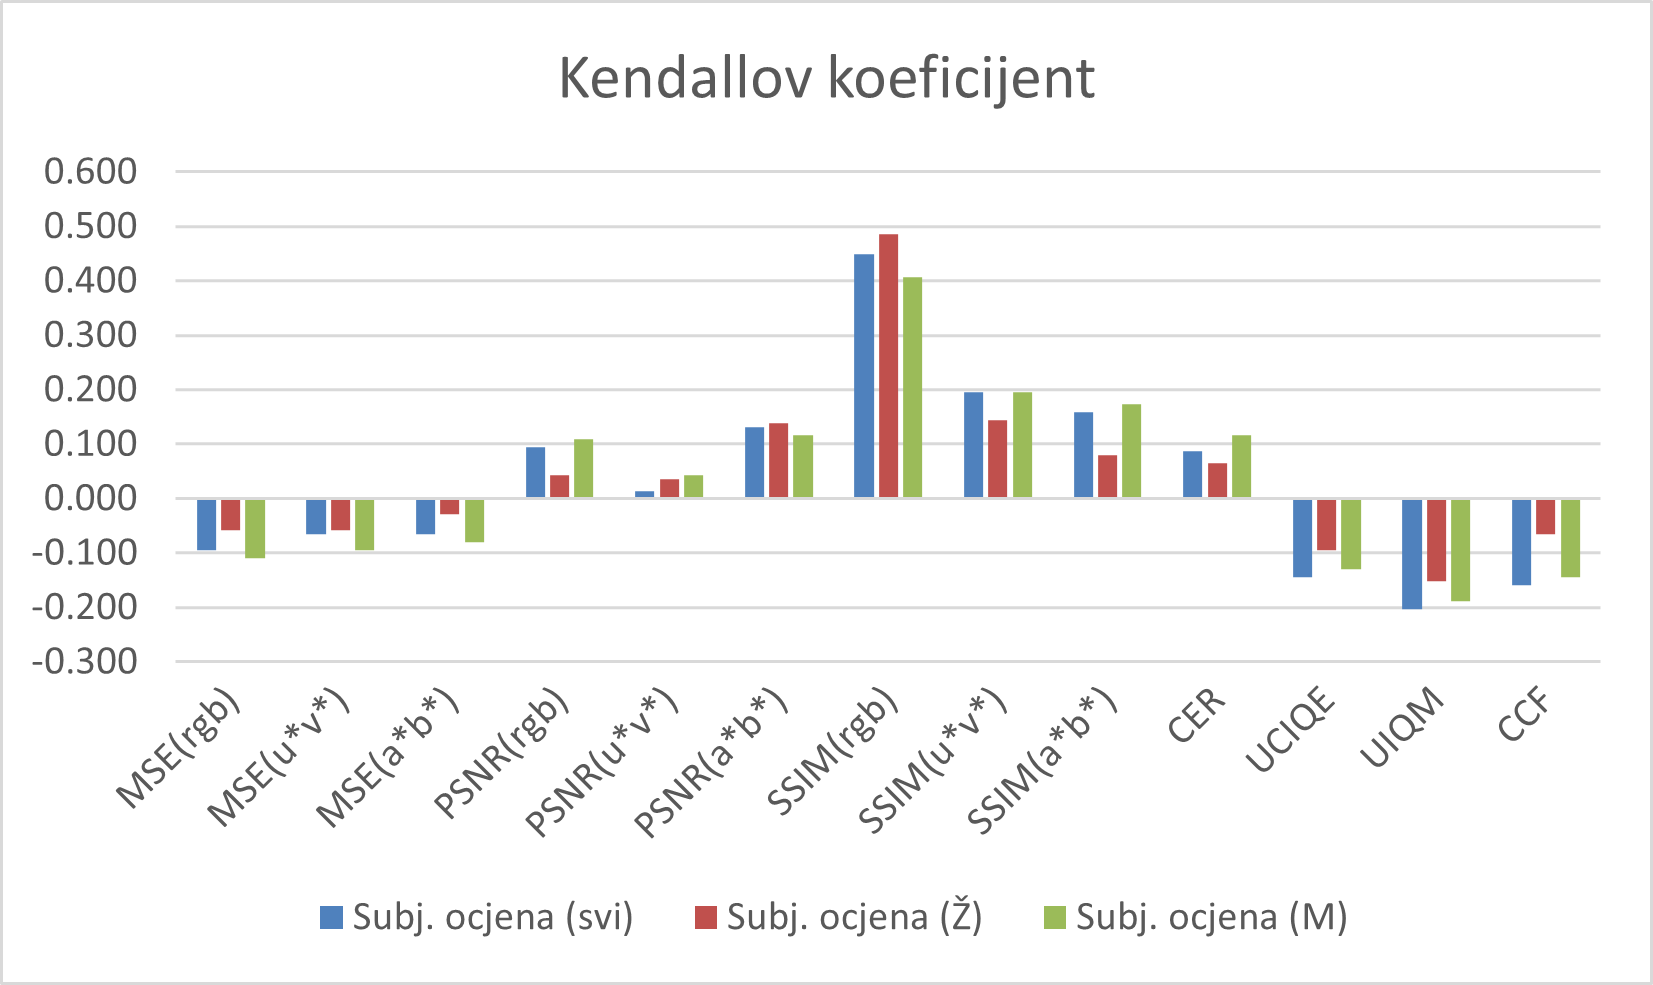 Kendallov koeficijent
0.600
0.500
0.400
0.300
0.200
0.100
0.000
-0.100
-0.200
-0.300
MSE(rgb)
MSE(u*v*)
MSE(a*b*)
PSNR(rgb)
PSNR(u*v*)
PSNR(a*b*)
SSIM(rgb)
SSIM(u*v*)
SSIM(a*b*)
CER
UCIQE
UIQM
CCF
Subj. ocjena (svi)
Subj. ocjena (Ž)
Subj. ocjena (M)